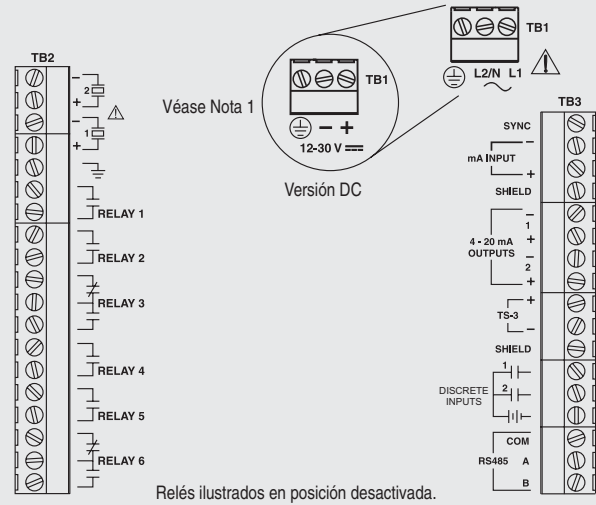 TB1
L2/N L1
TB2
TB1
12-30 V
Véase Nota 1
Versión DC
-
2
+
-
1
+
RELAY 1
RELAY 2
RELAY 3
RELAY 4
RELAY 5
RELAY 6
TB3
SYNC
-
mA INPUT
+
SHIELD
-
1
+
4 - 20 mA
OUTPUTS
-
2
+
+
TS-3
-
SHIELD
1
2
DISCRETE
INPUTS
COM
RS485 A
B
Relés ilustrados en posición desactivada.